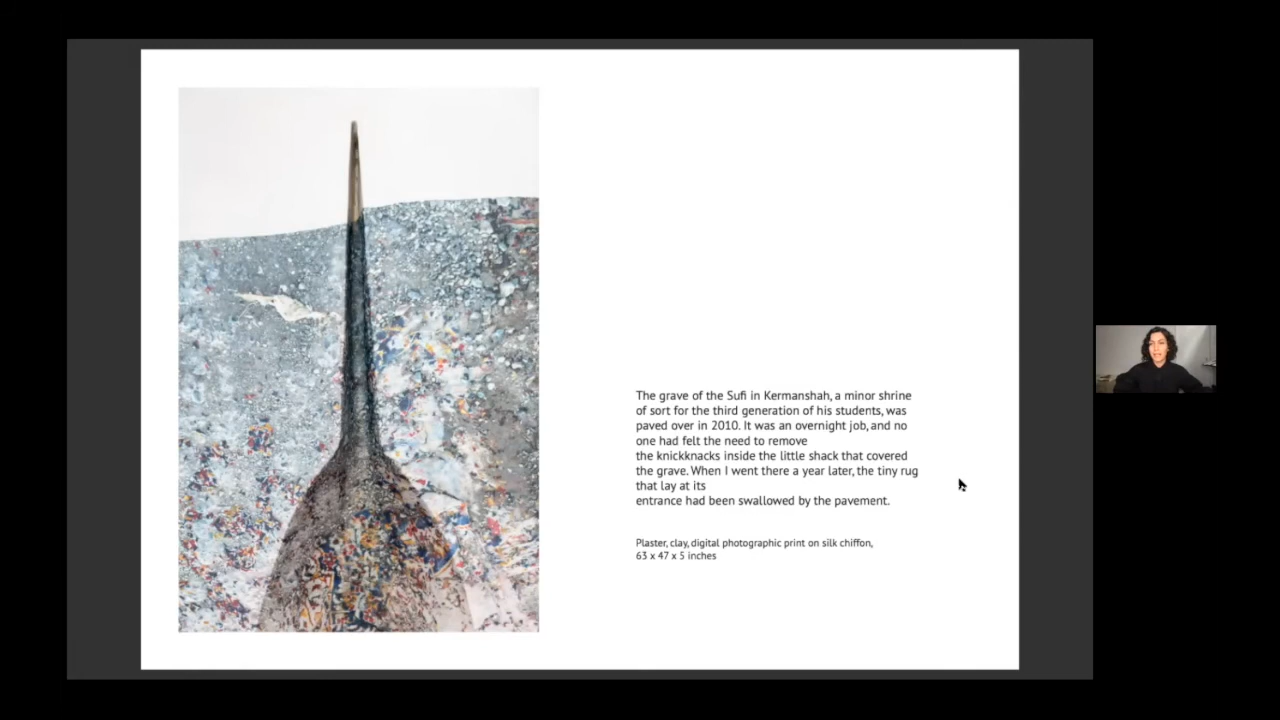 The grave of the Sufi in Kermanshah, a minor shrine
of sort for the third generation of his students, was
paved over in 2010. It was an overnight job, and no
one had felt the need to remove
the knickknacks inside the little shack that covered
the grave. When I went there a year later, the tiny rug
that lay at its
entrance had been swallowed by the pavement.
Plaster, clay, digital photographic print on silk chiffon,
63 x 47 x 5 inches